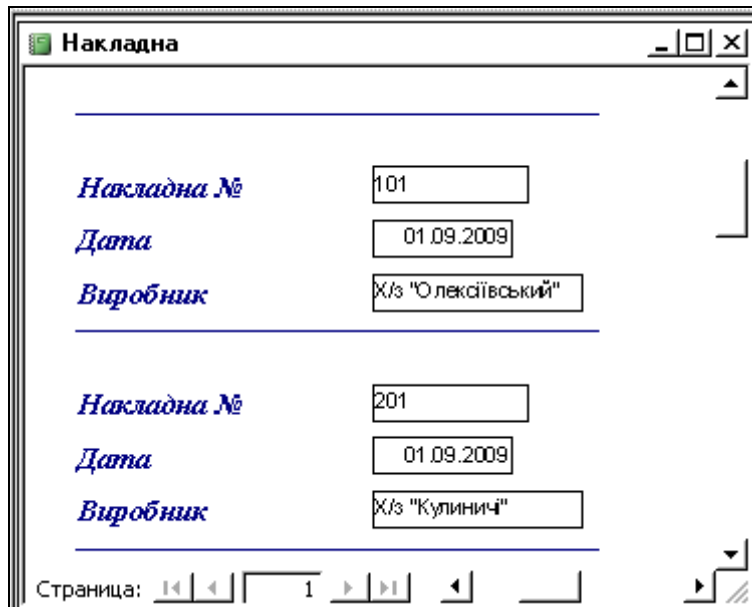 Накладна
Накладна № 101
Дата 01.09.2009
Виробник Х/з "Олексіївський"
Накладна № 201
Дата 01.09.2009
Виробник Х/з "Кулиничі"
Страница: 1